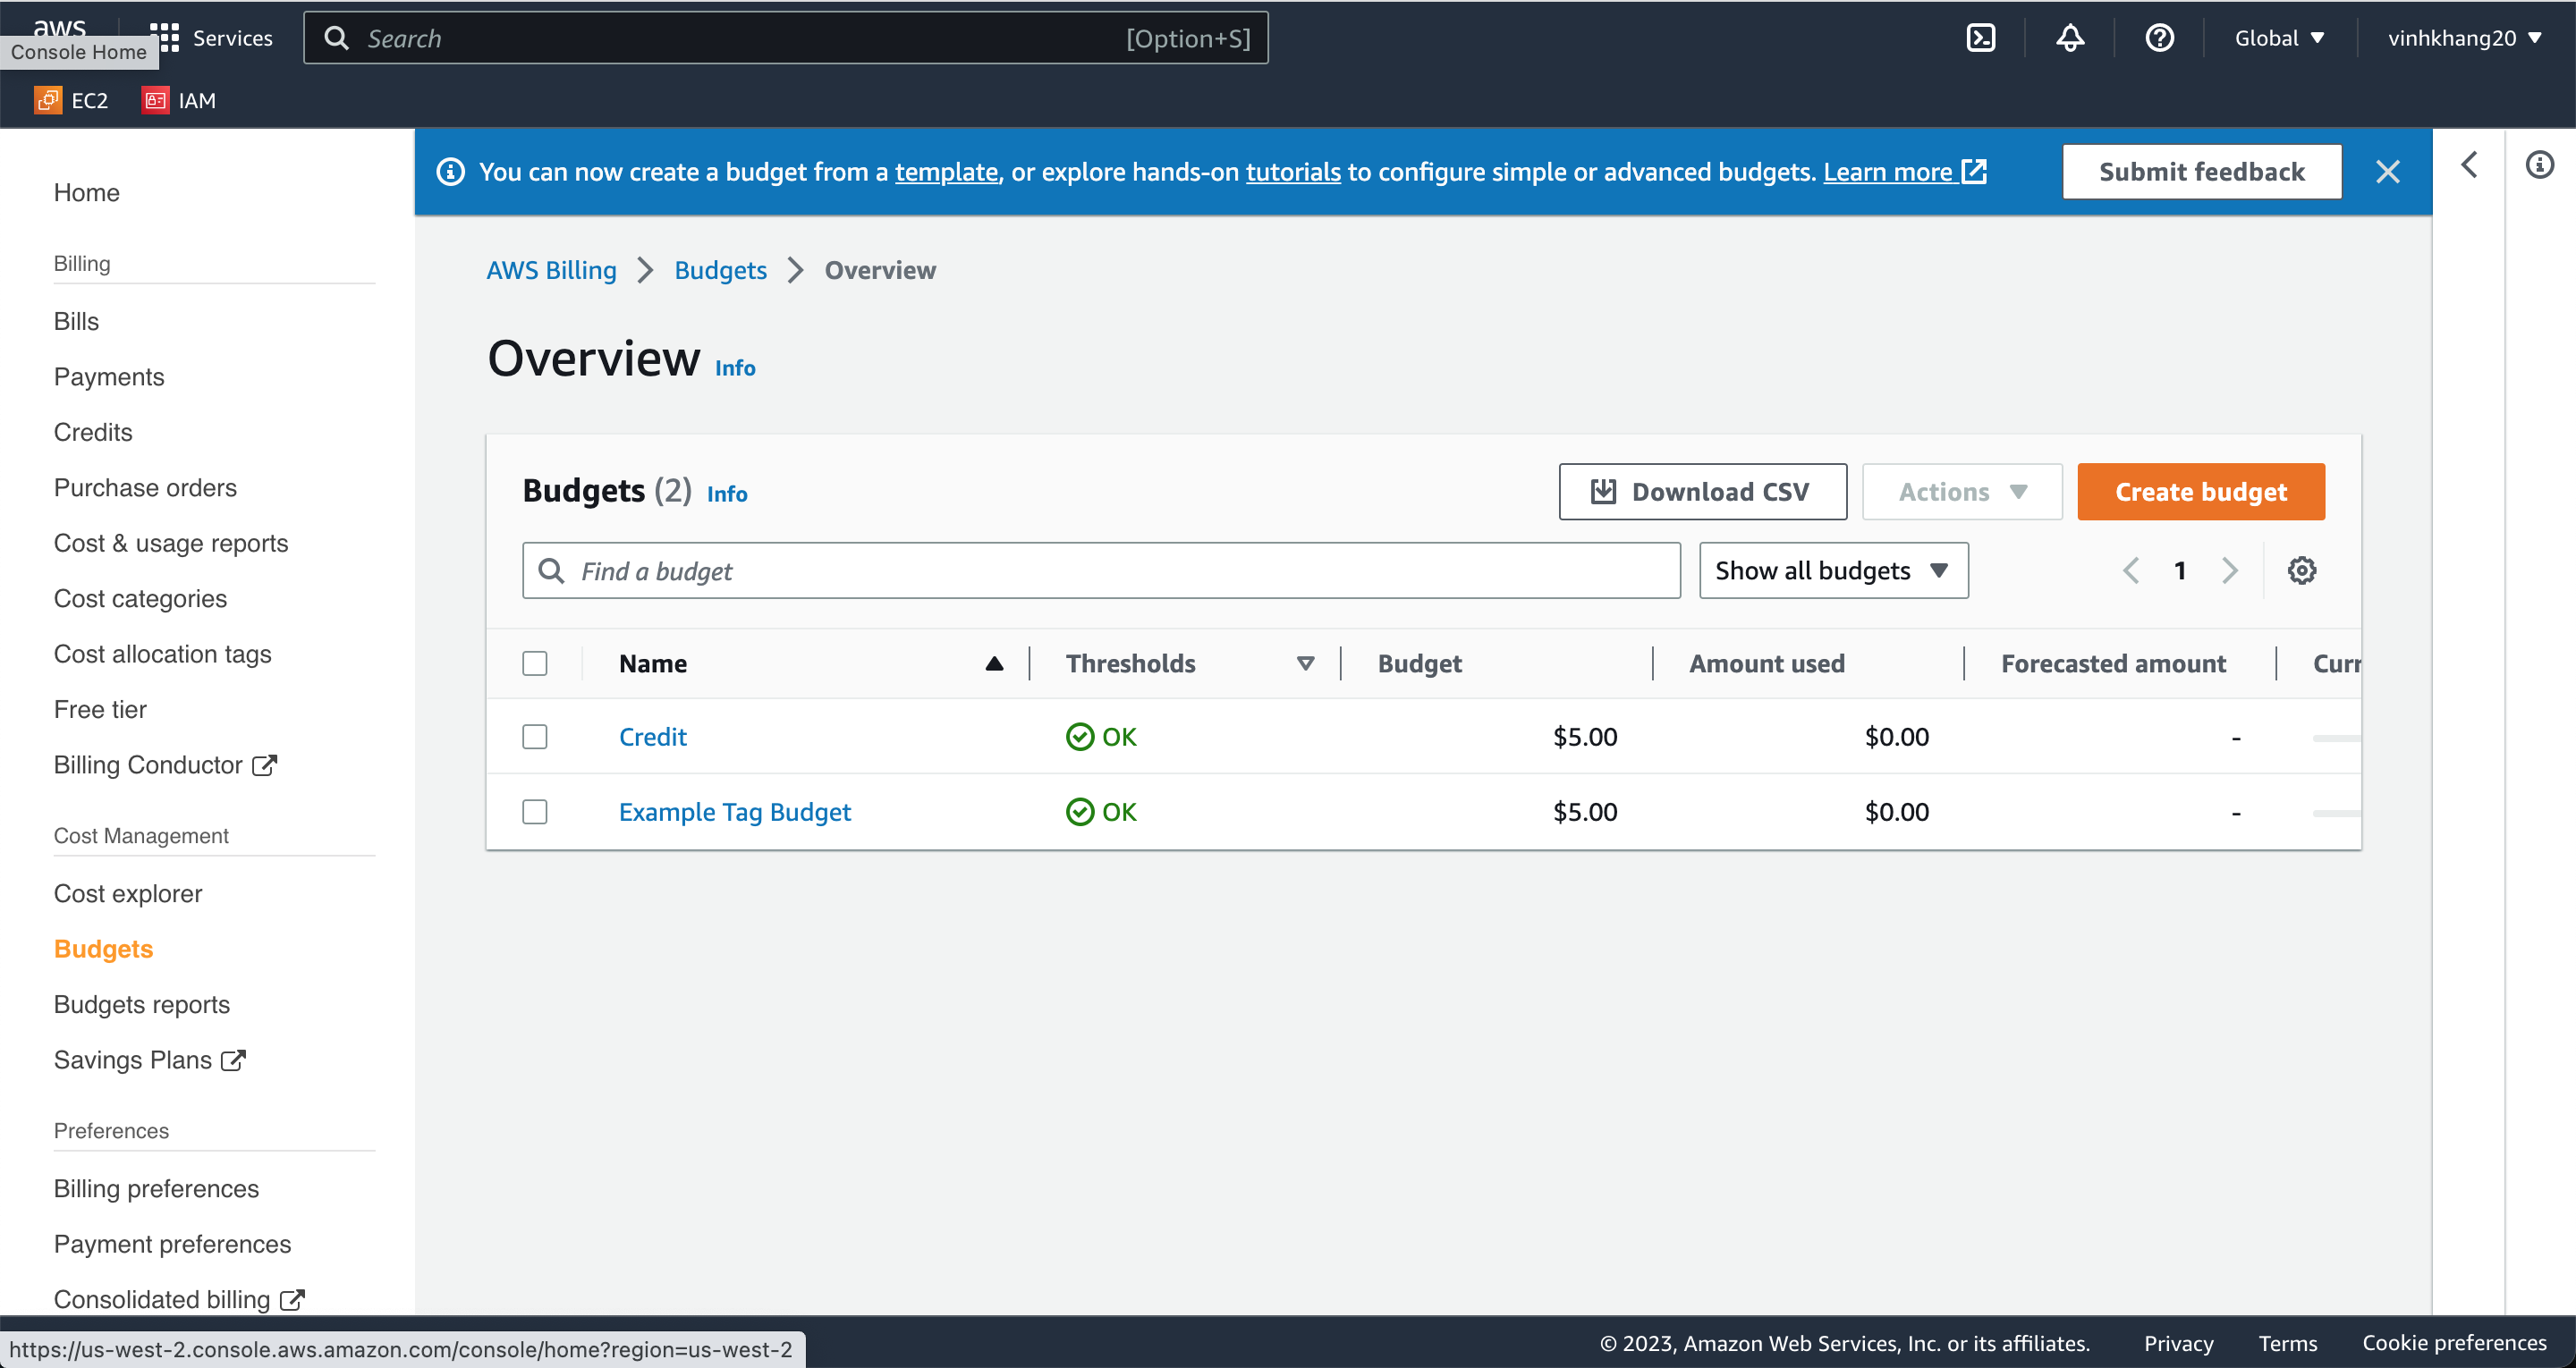 aws
Console Home
Services
Search
[Option+S]
Global
vinhkhang20
EC2
IAM
Home
Billing
Bills
Payments
Credits
Purchase orders
Cost & usage reports
Cost categories
Cost allocation tags
Free tier
Billing Conductor
Cost Management
Cost explorer
Budgets
Budgets reports
Savings Plans
Preferences
Billing preferences
Payment preferences
Consolidated billing
You can now create a budget from a template, or explore hands-on tutorials to configure simple or advanced budgets. Learn more
Submit feedback
AWS Billing > Budgets > Overview
Overview Info
Budgets (2) Info
Download CSV
Actions
Create budget
Find a budget
Show all budgets
1
Name Thresholds Budget Amount used Forecasted amount Curr
Credit OK $5.00 $0.00 -
Example Tag Budget OK $5.00 $0.00 -
https://us-west-2.console.aws.amazon.com/console/home?region=us-west-2
© 2023, Amazon Web Services, Inc. or its affiliates. Privacy Terms Cookie preferences